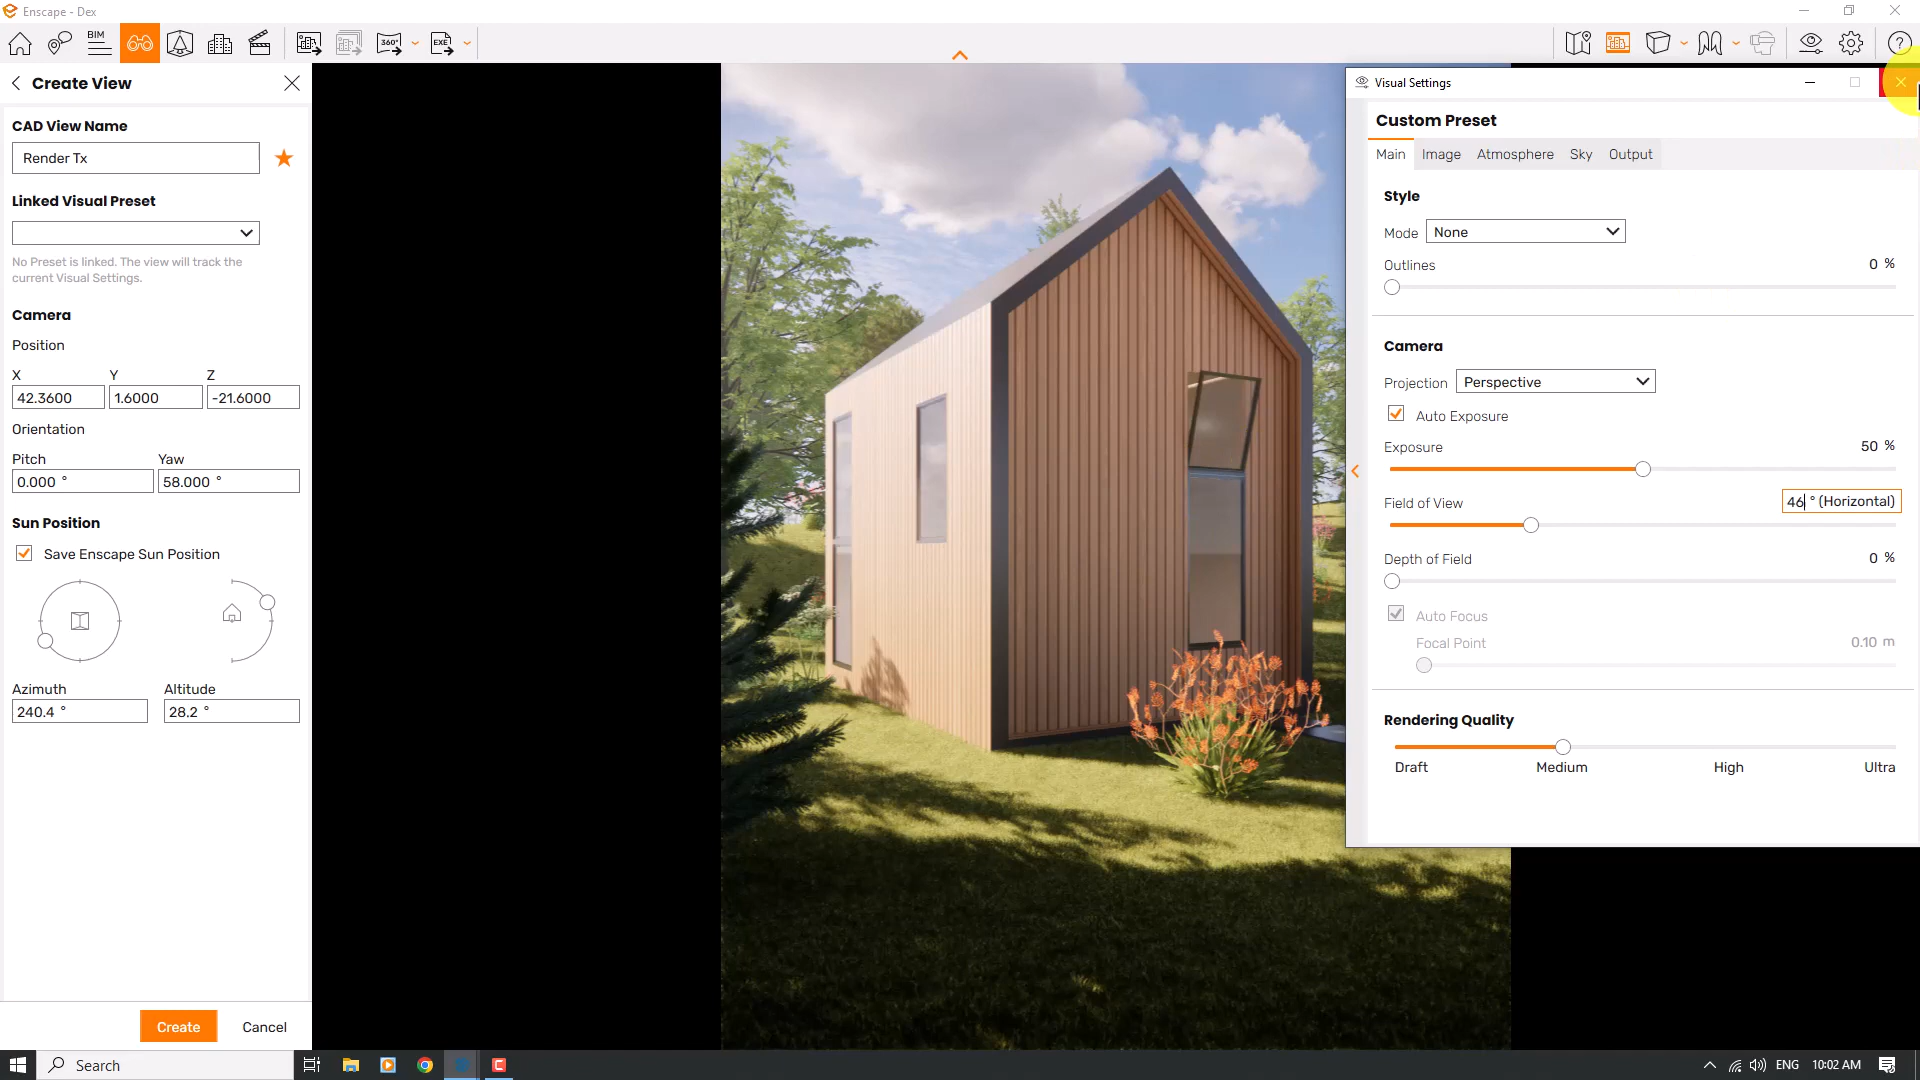 Enscape - Dex
BIM
360°
EXE
Create View
CAD View Name
Render Tx
Linked Visual Preset
No Preset is linked. The view will track the
current Visual Settings.
Camera
Position
X Y Z
42.3600 1.6000 -21.6000
Orientation
Pitch Yaw
0.000 ° 58.000 °
Sun Position
Save Enscape Sun Position
Azimuth Altitude
240.4 ° 28.2 °
Create Cancel
Visual Settings
Custom Preset
Main Image Atmosphere Sky Output
Style
Mode None
Outlines 0 %
Camera
Projection Perspective
Auto Exposure
Exposure 50 %
Field of View 46 ° (Horizontal)
Depth of Field 0 %
Auto Focus
Focal Point 0.10 m
Rendering Quality
Draft Medium High Ultra
Search
ENG 10:02 AM